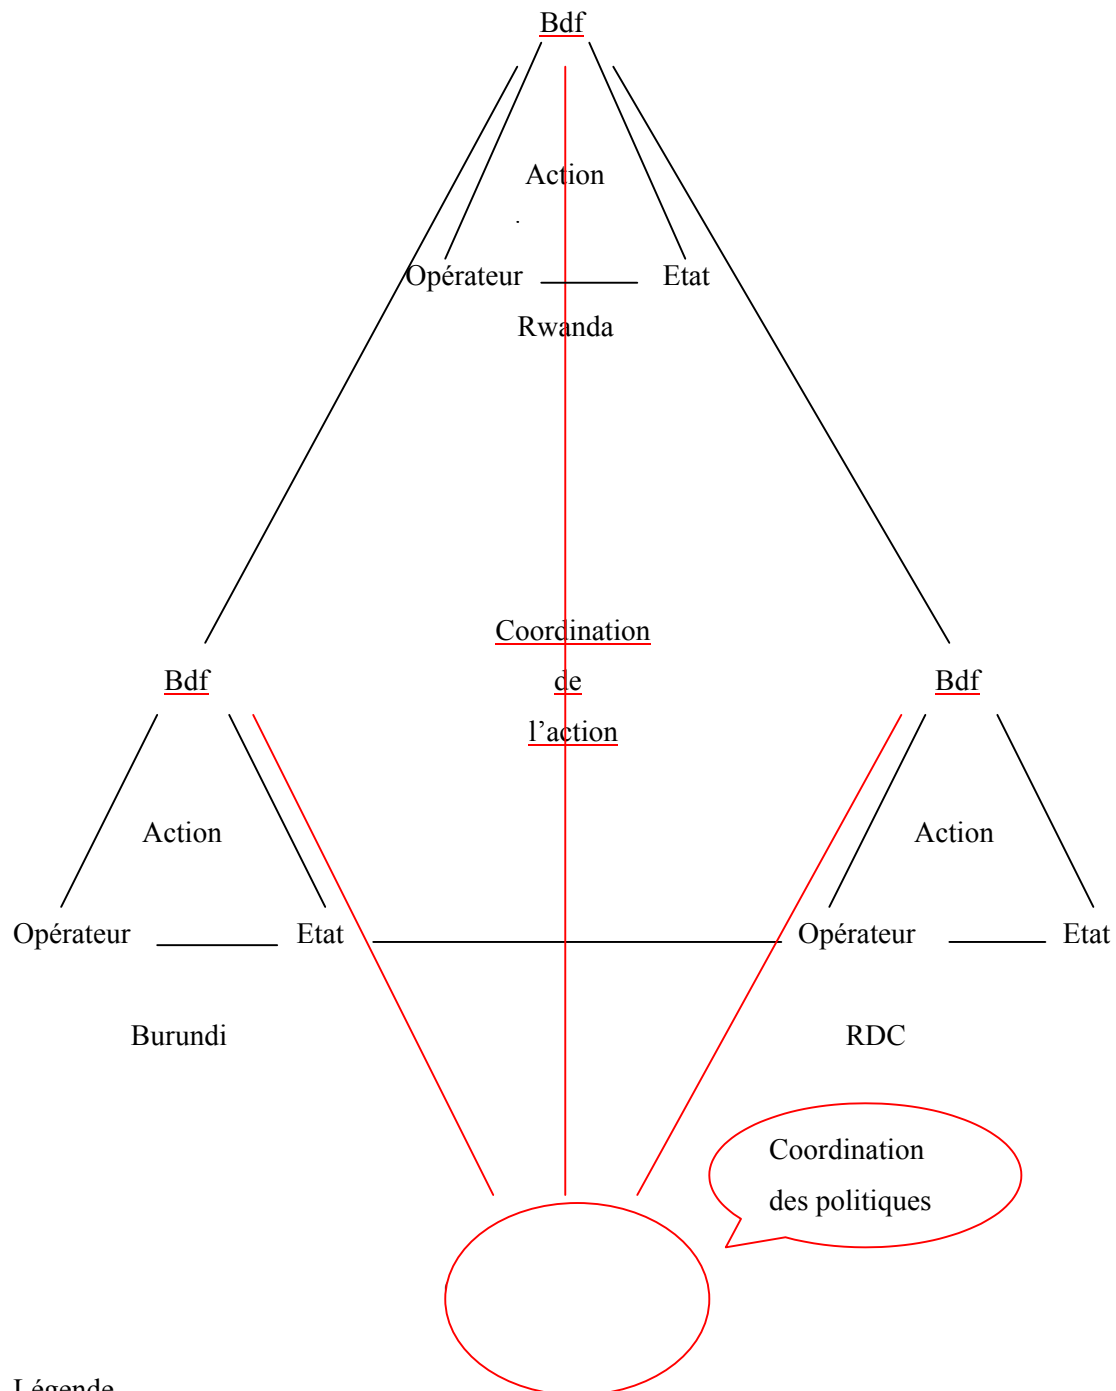 Bdf
Action
.
Opérateur Etat
Rwanda
Coordination
de
l’action
Bdf Bdf
Action Action
Opérateur Etat Opérateur Etat
Burundi RDC
Coordination
des politiques
Légende